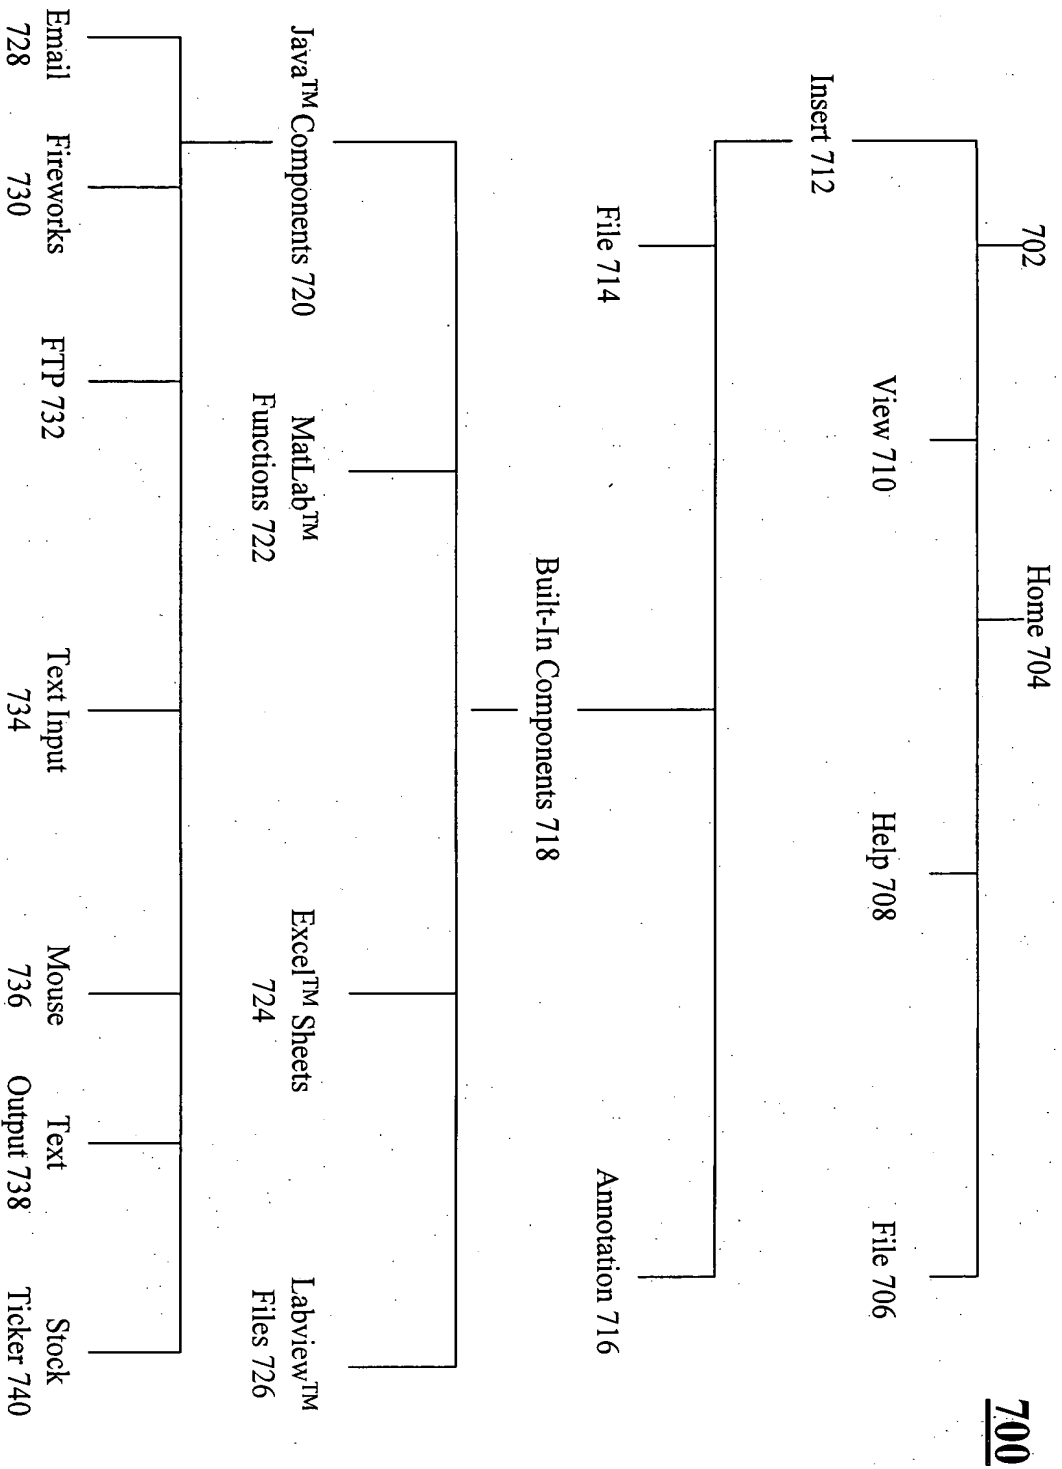 700
702
Home 704
Insert 712
View 710
Help 708
File 706
File 714
Built-In Components 718
Annotation 716
Java™ Components 720
MatLab™
Functions 722
Excel™ Sheets
724
Labview™
Files 726
Email
728
Fireworks
730
FTP 732
Text Input
734
Mouse
736
Text
Output 738
Stock
Ticker 740